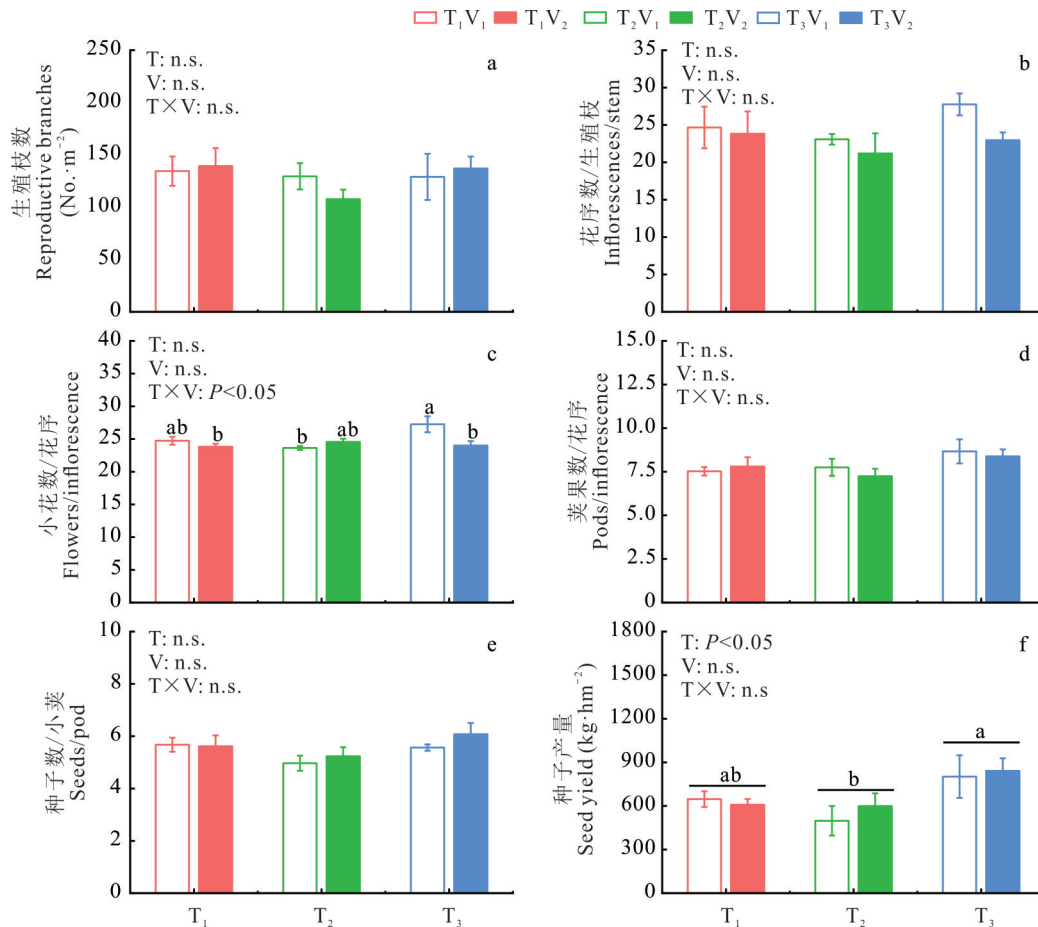 T₁V₁ T₁V₂ T₂V₁ T₂V₂ T₃V₁ T₃V₂
生殖枝数
Reproductive branches
(No.·m⁻²)
250
200
150
100
50
0
T: n.s.
V: n.s.
T×V: n.s.
a
花序数/生殖枝
Inflorescences/stem
35
30
25
20
15
10
5
0
T: n.s.
V: n.s.
T×V: n.s.
b
小花数/花序
Flowers/inflorescence
40
35
30
25
20
15
10
5
0
T: n.s.
V: n.s.
T×V: P<0.05
c
ab b b ab a b
荚果数/花序
Pods/inflorescence
15.0
12.5
10.0
7.5
5.0
2.5
0.0
T: n.s.
V: n.s.
T×V: n.s.
d
种子数/小荚
Seeds/pod
10
8
6
4
2
0
T: n.s.
V: n.s.
T×V: n.s.
e
T₁ T₂ T₃
种子产量
Seed yield (kg·hm⁻²)
1800
1500
1200
900
600
300
0
T: P<0.05
V: n.s.
T×V: n.s
f
ab b a
T₁ T₂ T₃